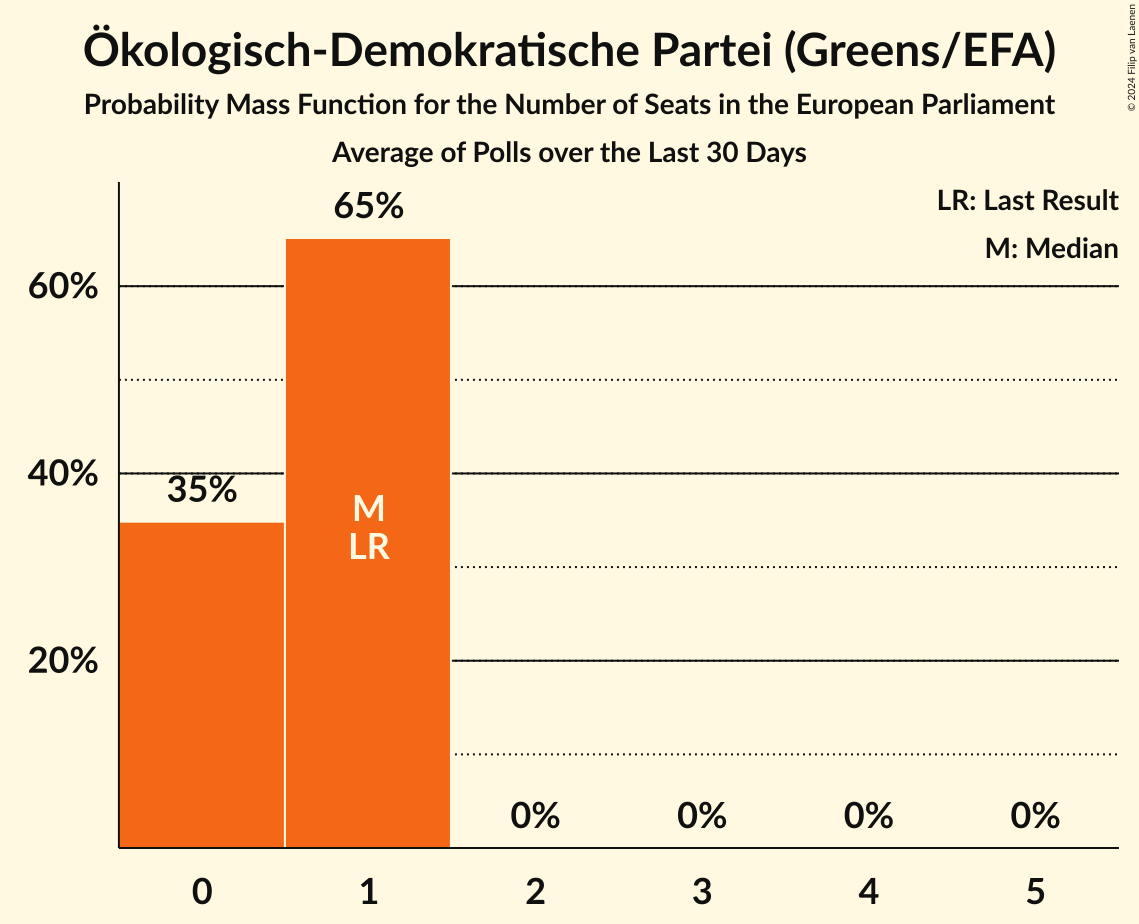 Ökologisch-Demokratische Partei (Greens/EFA)
Probability Mass Function for the Number of Seats in the European Parliament
Average of Polls over the Last 30 Days
© 2024 Filip van Laenen
LR: Last Result
M: Median
60%
40%
20%
35%
65%
M
LR
0%
0%
0%
0%
0
1
2
3
4
5